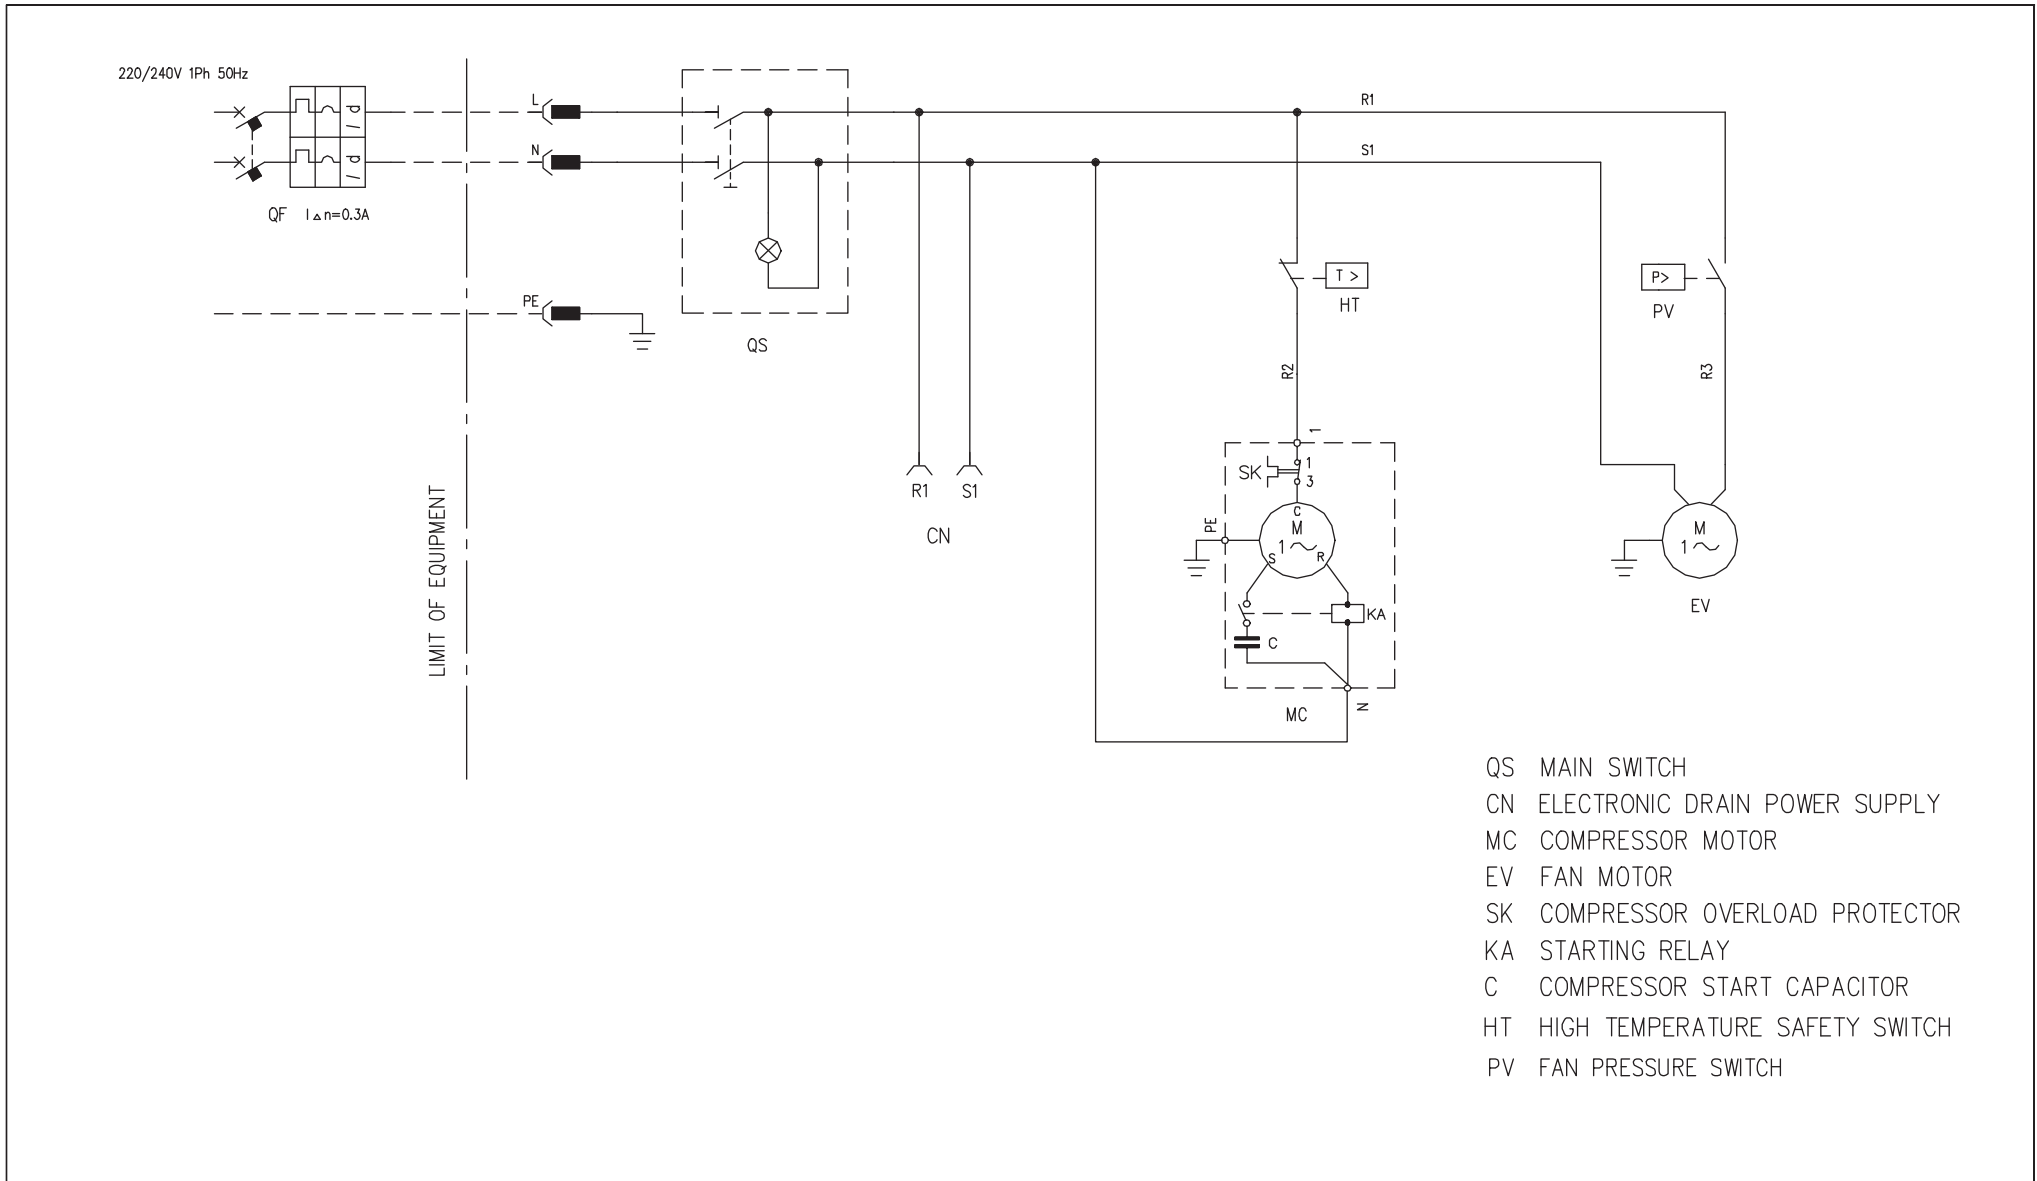 220/240V 1Ph 50Hz
L
R1
Id
N
S1
Id
QF I△n=0.3A
T >
P>
PE
HT
PV
QS
R2
R3
1
SK
1
3
R1
S1
C
LIMIT OF EQUIPMENT
CN
PE
M
1
M
1
S
R
EV
KA
C
MC
N
QS MAIN SWITCH
CN ELECTRONIC DRAIN POWER SUPPLY
MC COMPRESSOR MOTOR
EV FAN MOTOR
SK COMPRESSOR OVERLOAD PROTECTOR
KA STARTING RELAY
C COMPRESSOR START CAPACITOR
HT HIGH TEMPERATURE SAFETY SWITCH
PV FAN PRESSURE SWITCH